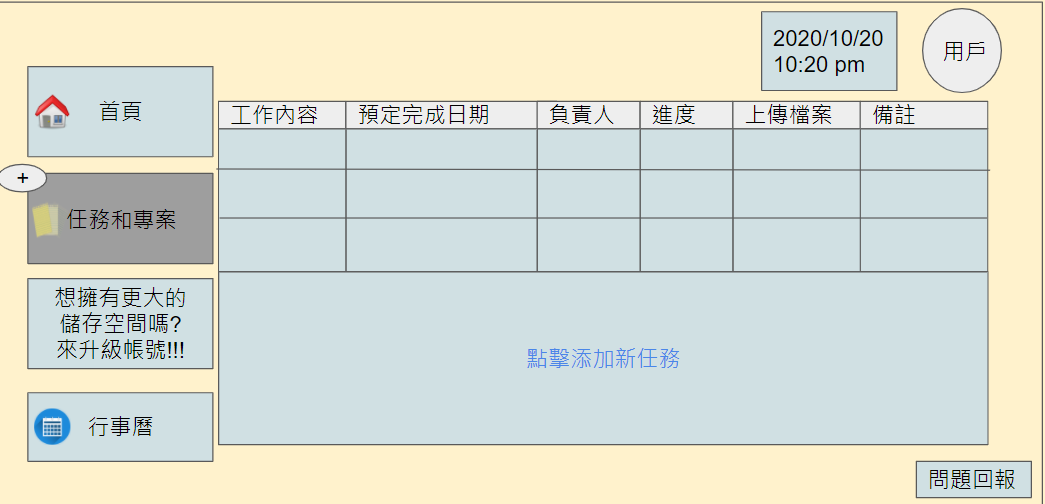 2020/10/20
10:20 pm
用戶
首頁
工作內容 預定完成日期 負責人 進度 上傳檔案 備註
+
任務和專案
想擁有更大的
儲存空間嗎?
來升級帳號!!!
點擊添加新任務
行事曆
問題回報